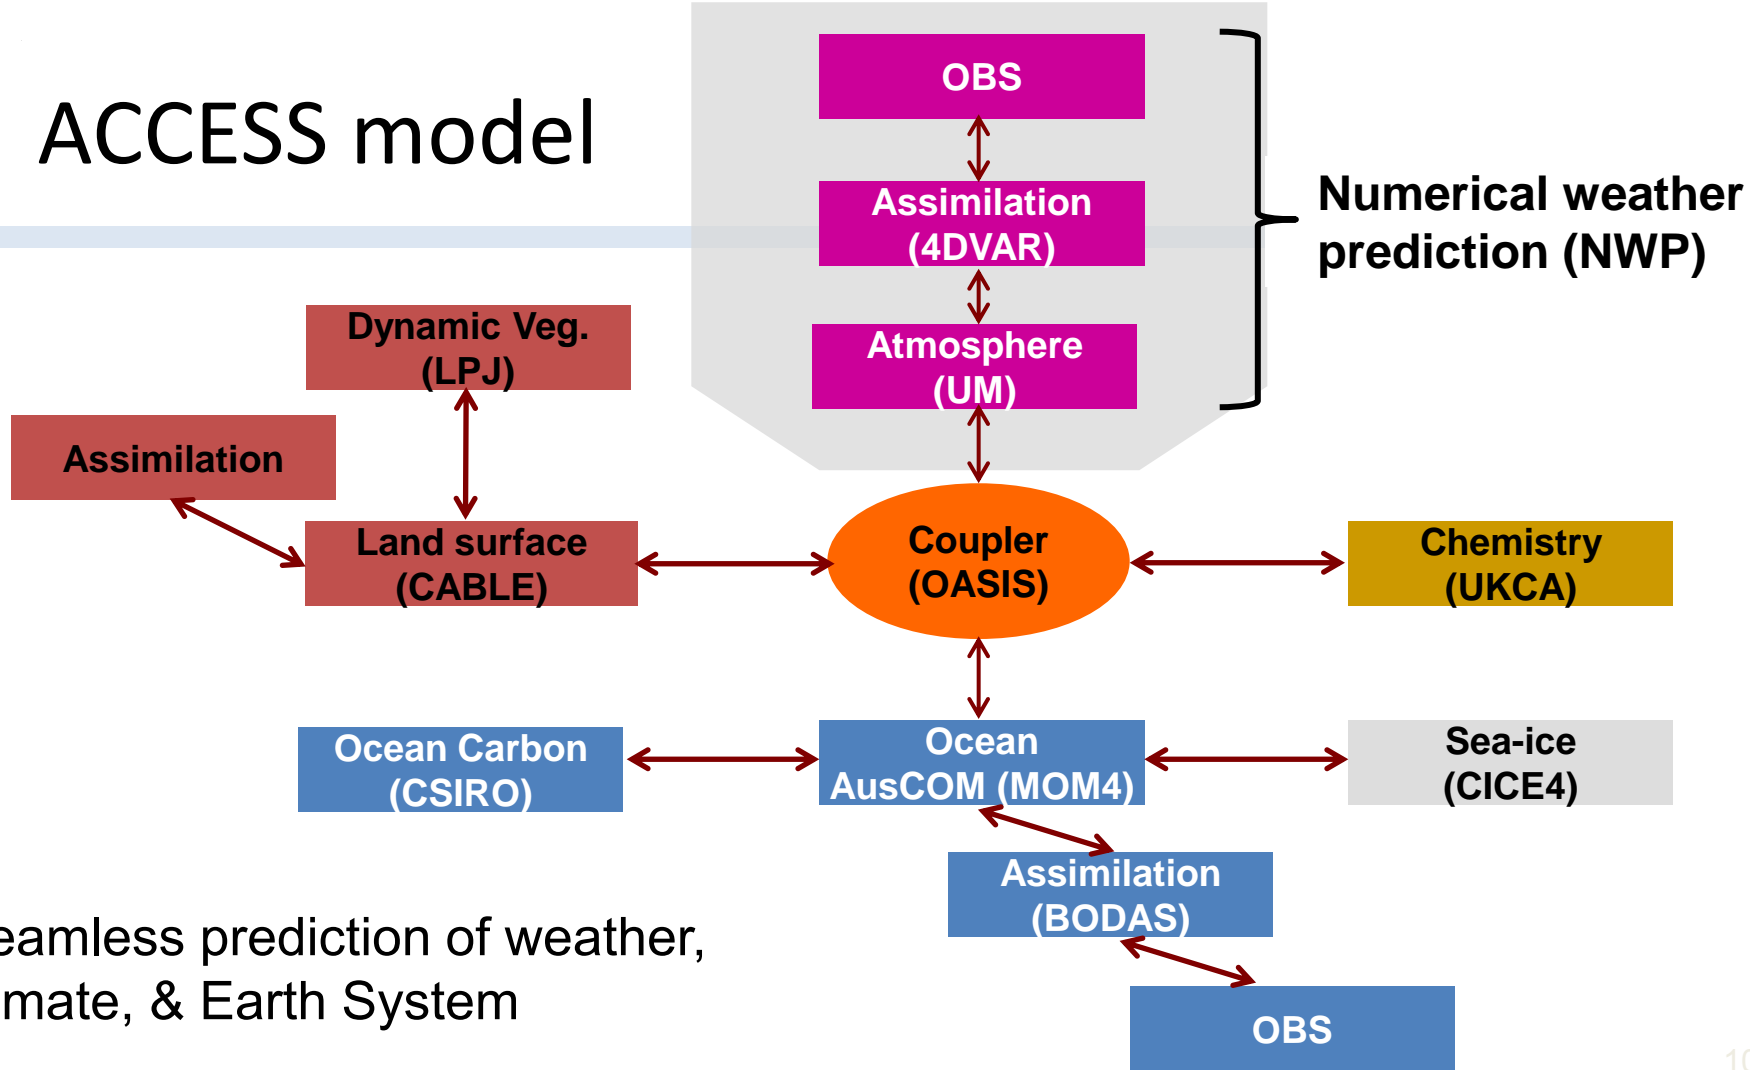 ACCESS model
OBS
Assimilation
(4DVAR)
Atmosphere
(UM)
Numerical weather
prediction (NWP)
Dynamic Veg.
(LPJ)
Assimilation
Land surface
(CABLE)
Coupler
(OASIS)
Chemistry
(UKCA)
Ocean Carbon
(CSIRO)
Ocean
AusCOM (MOM4)
Sea-ice
(CICE4)
Assimilation
(BODAS)
OBS
eamless prediction of weather,
mate, & Earth System
10